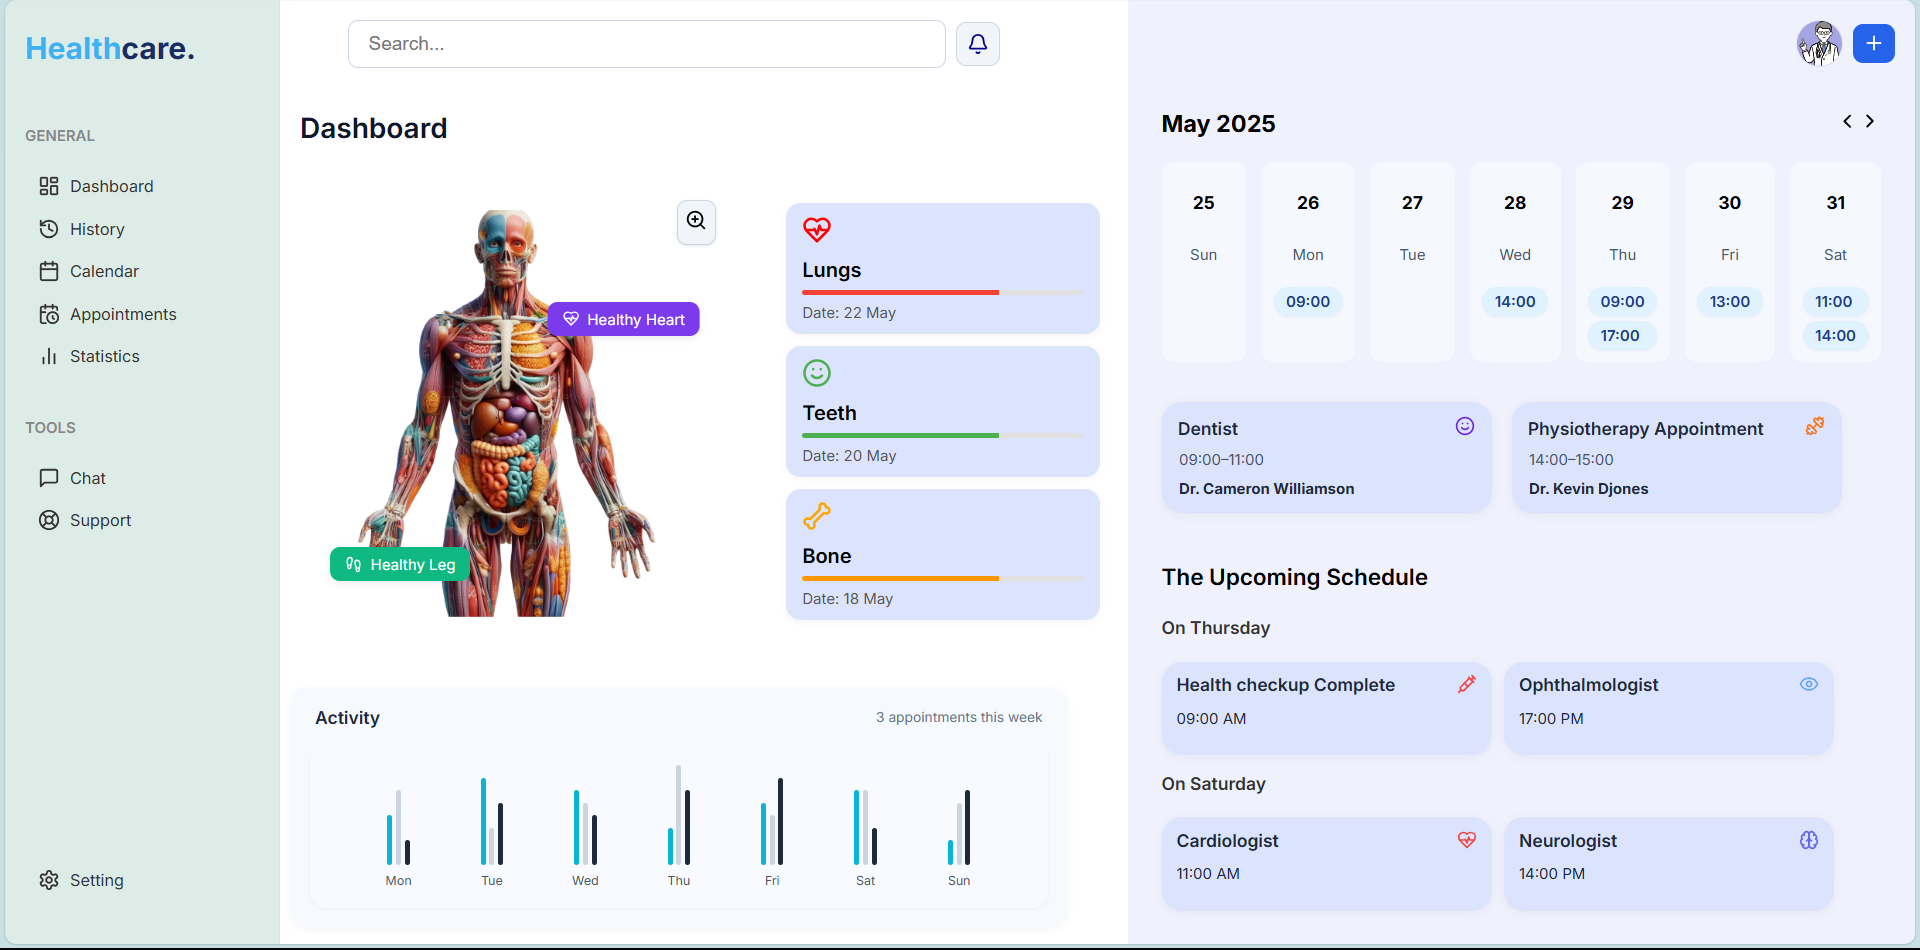 Healthcare.
GENERAL
Dashboard
History
Calendar
Appointments
Statistics
TOOLS
Chat
Support
Setting
Search...
Dashboard
Healthy Heart
Healthy Leg
Lungs
Date: 22 May
Teeth
Date: 20 May
Bone
Date: 18 May
Activity
3 appointments this week
Mon Tue Wed Thu Fri Sat Sun
May 2025
25 26 27 28 29 30 31
Sun Mon Tue Wed Thu Fri Sat
09:00 14:00 09:00 13:00 11:00
17:00 14:00
Dentist
09:00–11:00
Dr. Cameron Williamson
Physiotherapy Appointment
14:00–15:00
Dr. Kevin Djones
The Upcoming Schedule
On Thursday
Health checkup Complete
09:00 AM
Ophthalmologist
17:00 PM
On Saturday
Cardiologist
11:00 AM
Neurologist
14:00 PM